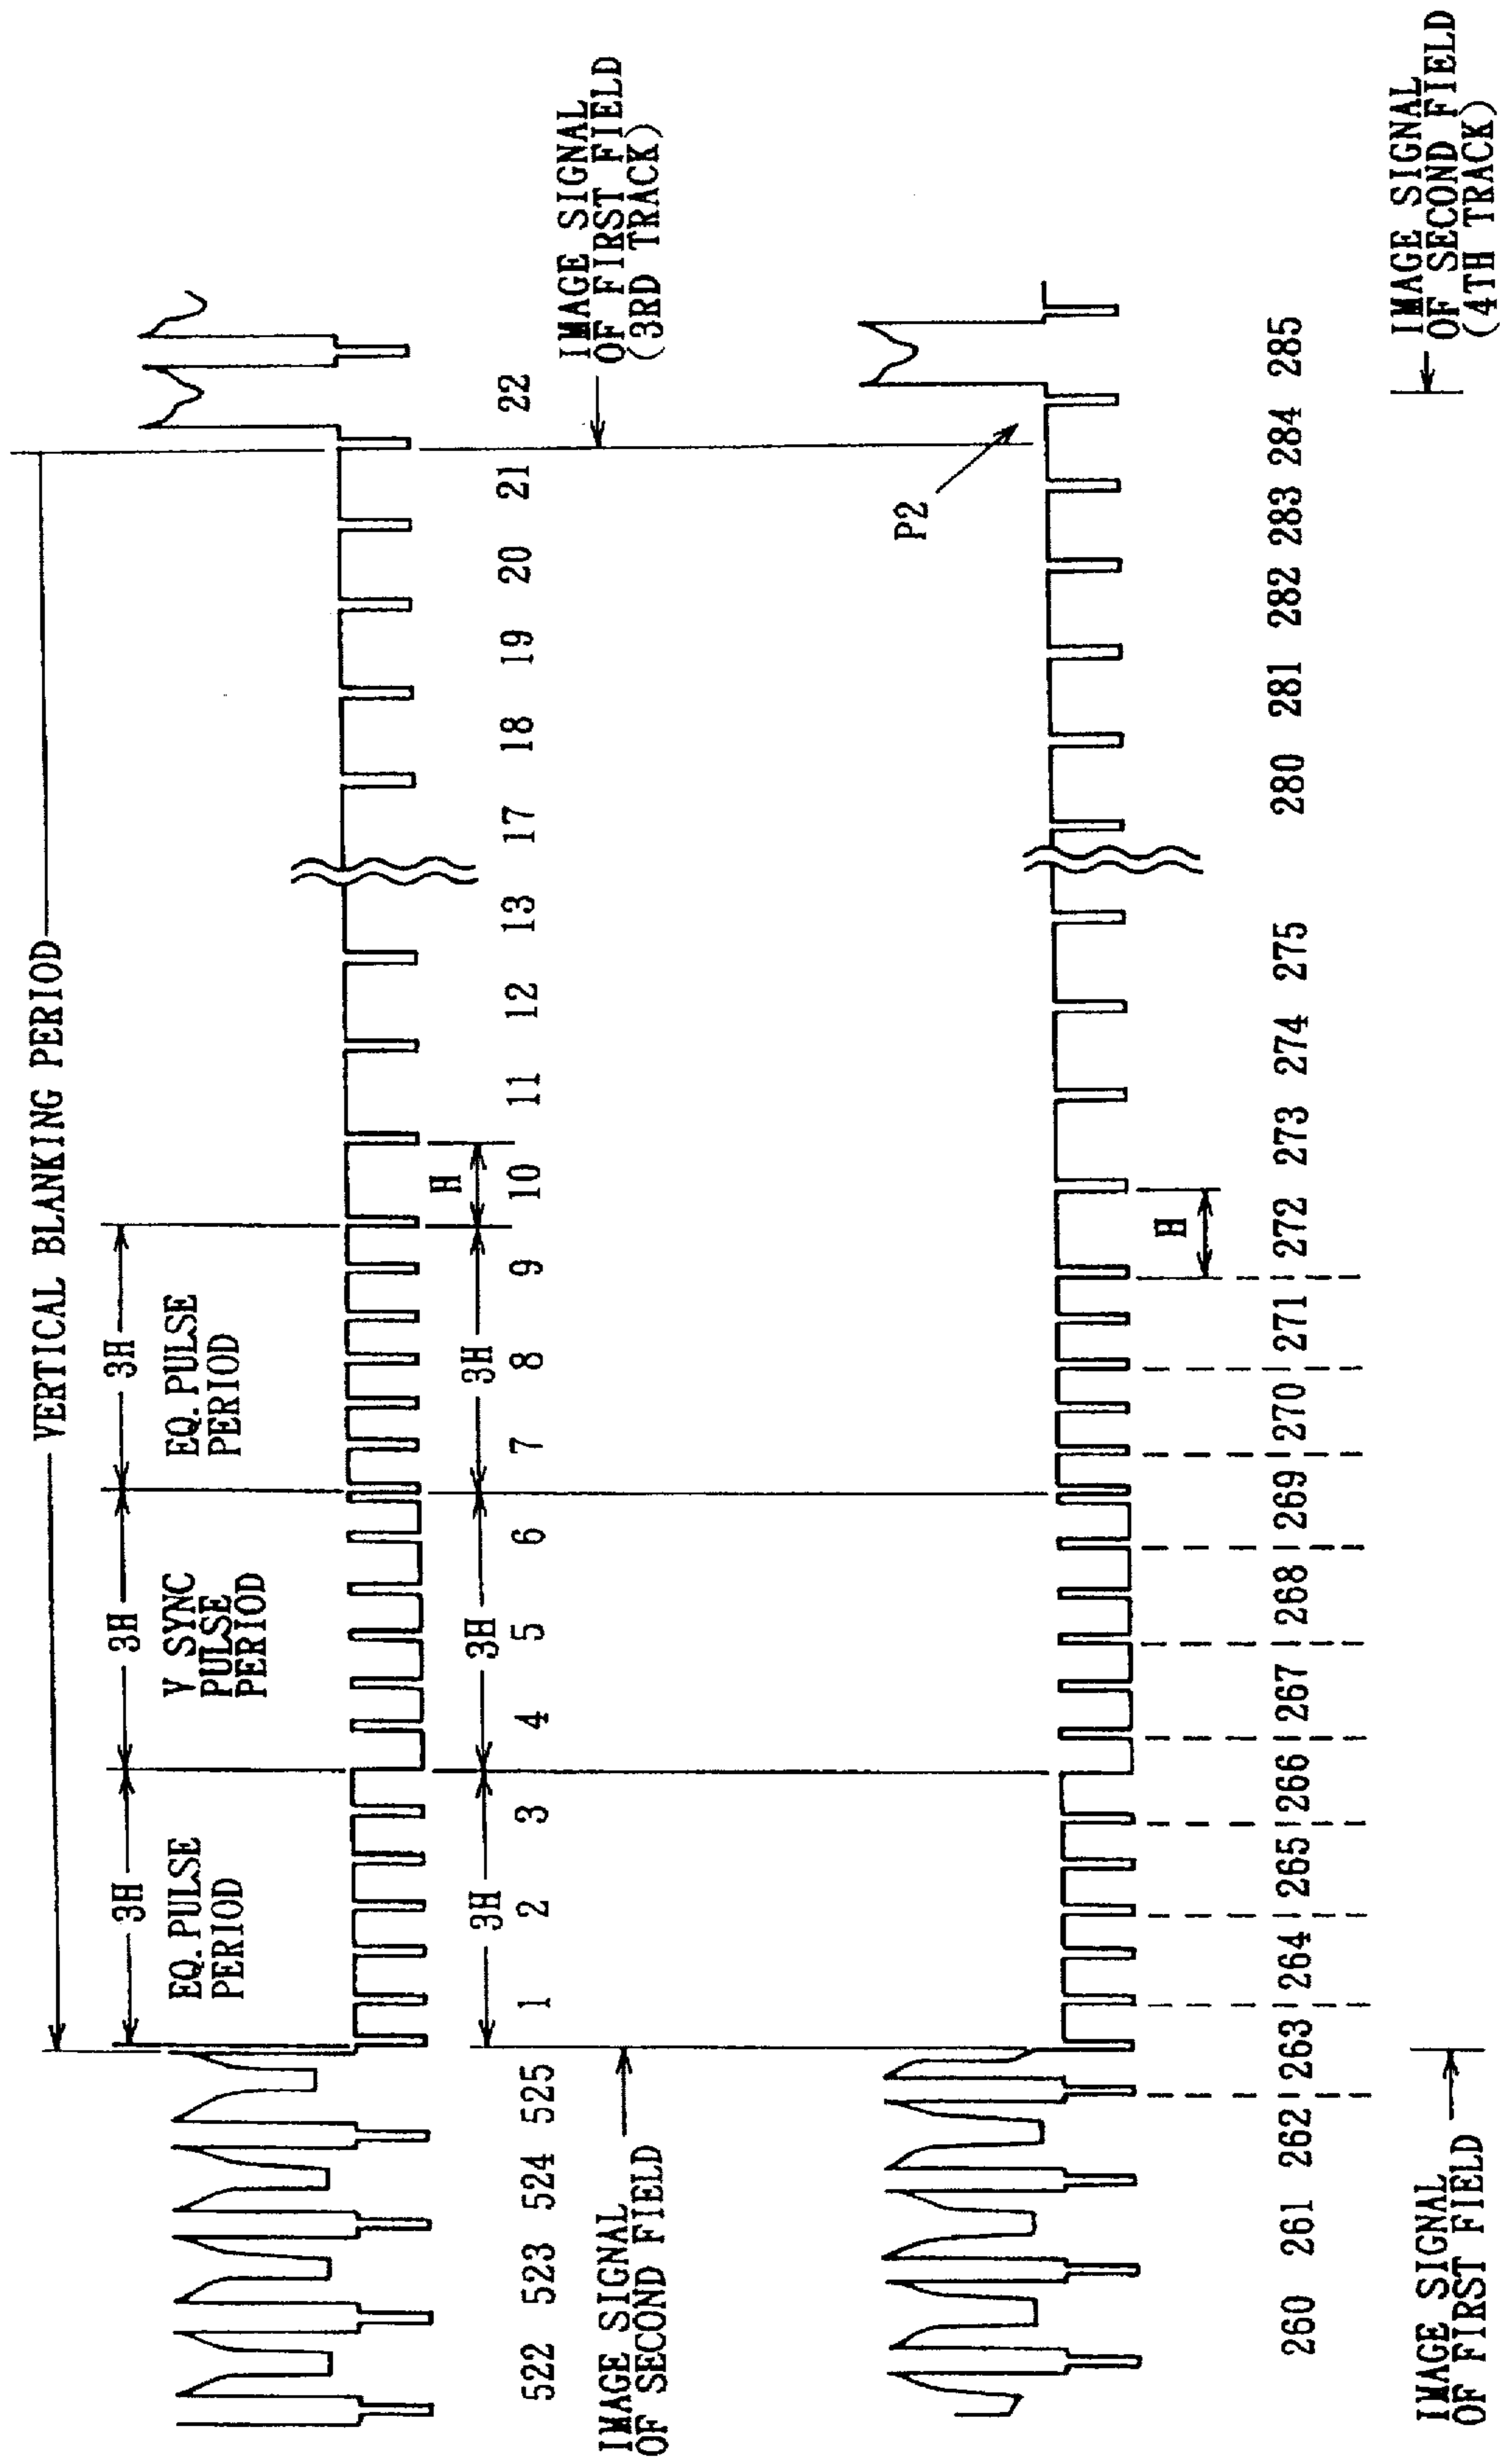 VERTICAL BLANKING PERIOD
3H
3H
3H
EQ.PULSE
PERIOD
V SYNC
PULSE
PERIOD
EQ.PULSE
PERIOD
3H
3H
3H
H
522 523 524 525 1 2 3 4 5 6 7 8 9 10 11 12 13 17 18 19 20 21 22
IMAGE SIGNAL
OF SECOND FIELD
IMAGE SIGNAL
OF FIRST FIELD
(3RD TRACK)
P2
H
260 261 262 263 264 265 266 267 268 269 270 271 272 273 274 275 280 281 282 283 284 285
IMAGE SIGNAL
OF FIRST FIELD
IMAGE SIGNAL
OF SECOND FIELD
(4TH TRACK)